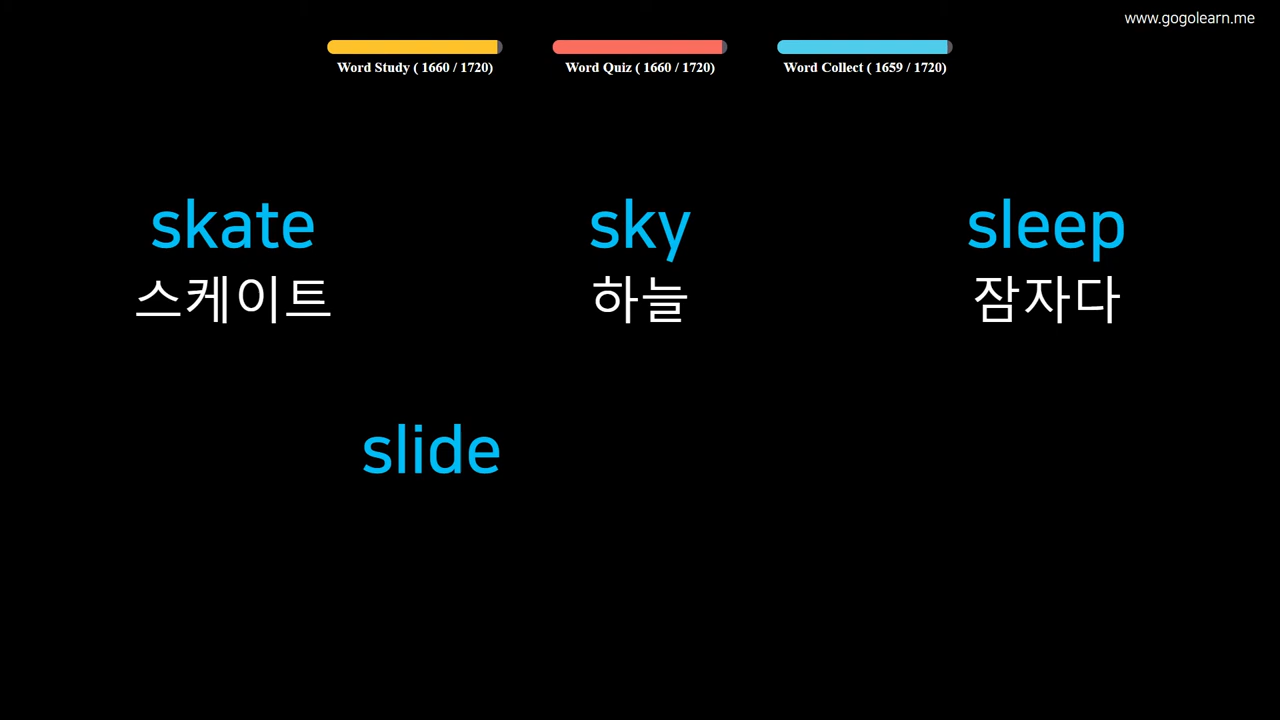 www.gogolearn.me
Word Study ( 1660 / 1720)
Word Quiz ( 1660 / 1720)
Word Collect ( 1659 / 1720)
skate
스케이트
sky
하늘
sleep
잠자다
slide